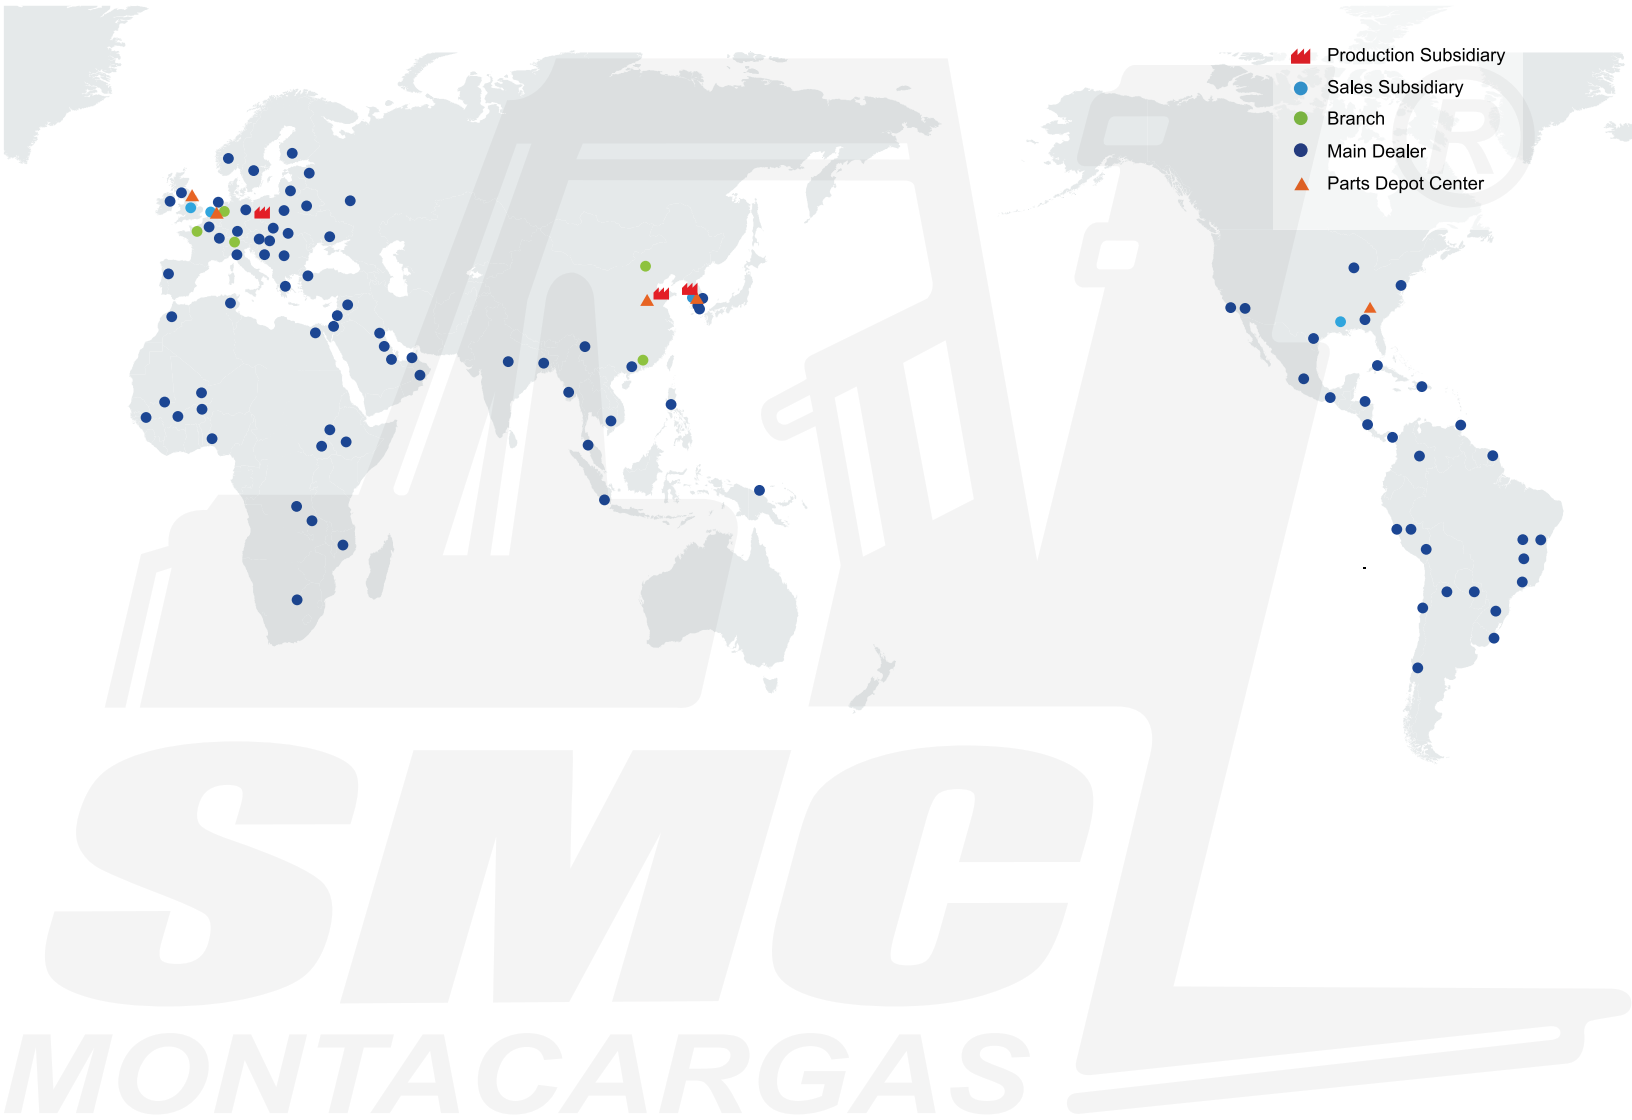 Production Subsidiary
Sales Subsidiary
Branch
Main Dealer
Parts Depot Center
®
SMC
MONTACARGAS